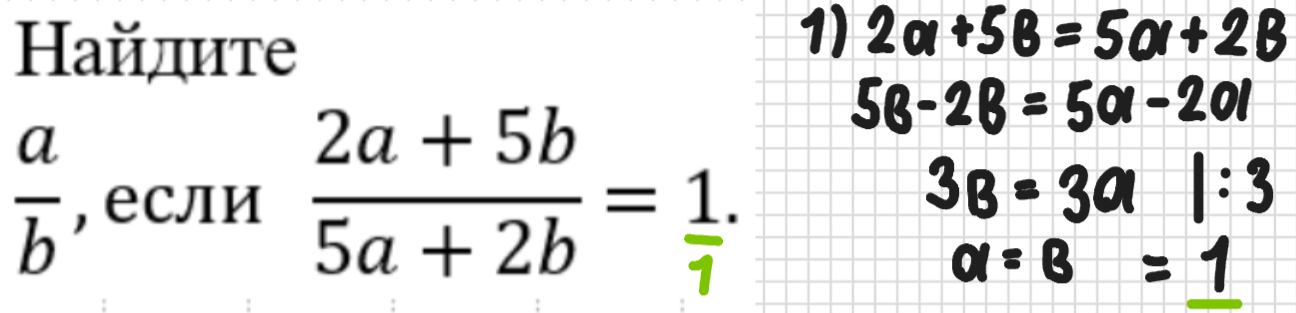 Найдите
a/b, если (2a + 5b)/(5a + 2b) = 1.
1
1) 2a+5в=5a+2в
5в-2в=5a-2a
3в=3a |:3
a=в =1